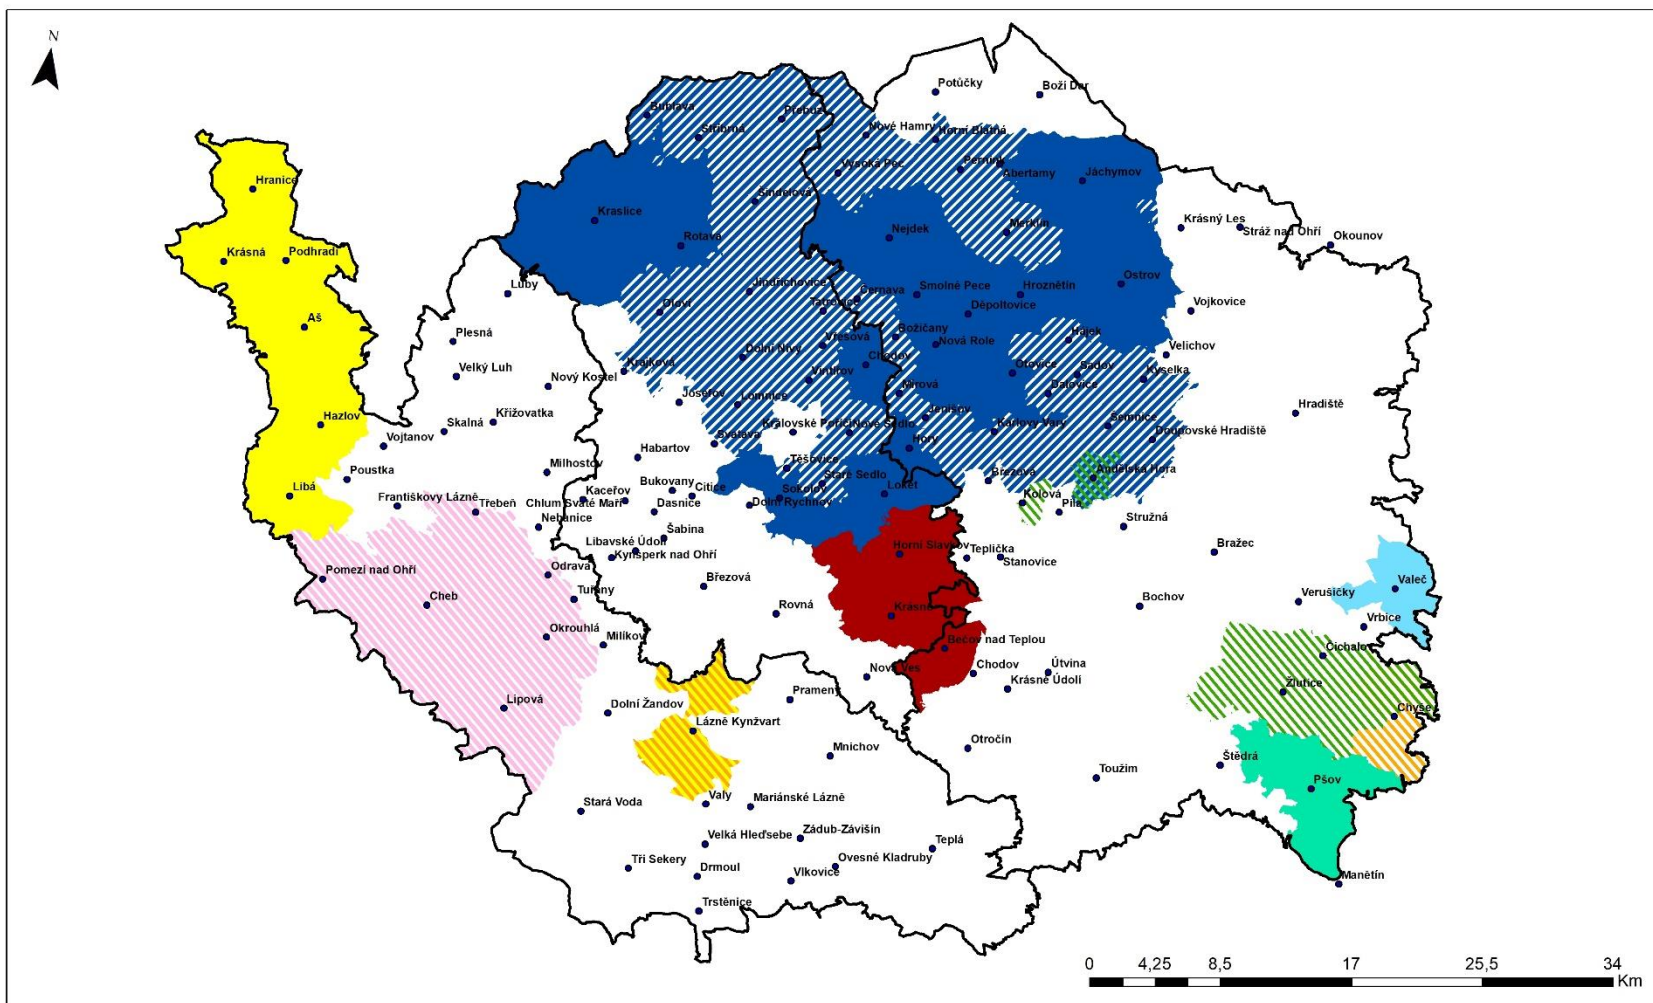 N
Potůčky
Boží Dar
Bublava
Stříbrná
Přebuz
Nové Hamry
Horní Blatná
Vysoká Pec
Pernink
Abertamy
Jáchymov
Hranice
Šindelová
Kraslice
Rotava
Nejdek
Merklín
Krásný Les
Stráž nad Ohří
Okounov
Krásná
Podhradí
Luby
Jindřichovice
Oloví
Tatrovice
Černava
Smolné Pece
Hroznětín
Ostrov
Děpoltovice
Vojkovice
Aš
Plesná
Vřesová
Božičany
Nová Role
Hájek
Dolní Nivy
Chodov
Velichov
Velký Luh
Nový Kostel
Krajková
Vintířov
Otovice
Sadov
Kyselka
Mírová
Dalovice
Josefov
Lomnice
Hazlov
Křižovatka
Skalná
Vojtanov
Královské Poříčí
Nové Sedlo
Jenišov
Karlovy Vary
Šemnice
Hradiště
Svatava
Hory
Doupovské Hradiště
Habartov
Poustka
Milhostov
Těšovice
Staré Sedlo
Březová
Andělská Hora
Libá
Františkovy Lázně
Třebeň
Kaceřov
Chlum Svaté Maří
Bukovany
Citice
Dasnice
Sokolov
Dolní Rychnov
Loket
Kolová
Pila
Nebanice
Šabina
Stružná
Libavské Údolí
Kynšperk nad Ohří
Horní Slavkov
Teplička
Stanovice
Bražec
Pomezí nad Ohří
Odrava
Březová
Valeč
Cheb
Tuřany
Rovná
Krásno
Bochov
Verušičky
Vrbice
Okrouhlá
Milíkov
Bečov nad Teplou
Čichalov
Nová Ves
Chodov
Útvina
Krásné Údolí
Žlutice
Lipová
Dolní Žandov
Prameny
Chyše
Lázně Kynžvart
Mnichov
Otročín
Štědrá
Toužim
Pšov
Stará Voda
Valy
Mariánské Lázně
Velká Hleďsebe
Zádub-Závišín
Teplá
Tři Sekery
Drmoul
Ovesné Kladruby
Vlkovice
Manětín
Trstěnice
0 4,25 8,5 17 25,5 34
Km